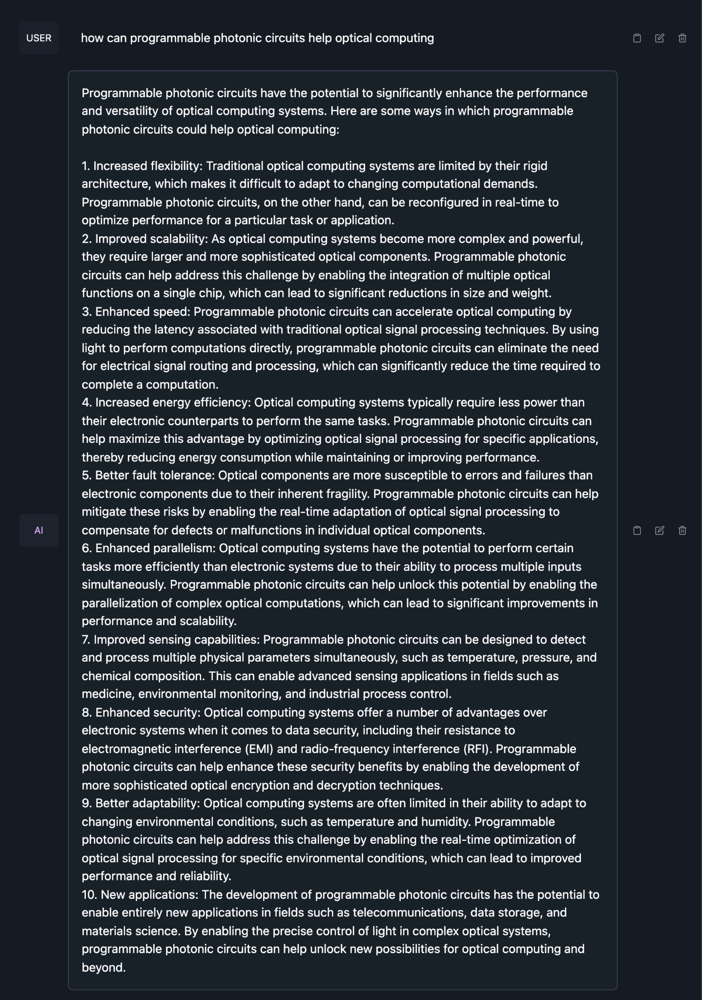 USER
how can programmable photonic circuits help optical computing
Programmable photonic circuits have the potential to significantly enhance the performance
and versatility of optical computing systems. Here are some ways in which programmable
photonic circuits could help optical computing:
1. Increased flexibility: Traditional optical computing systems are limited by their rigid
architecture, which makes it difficult to adapt to changing computational demands.
Programmable photonic circuits, on the other hand, can be reconfigured in real-time to
optimize performance for a particular task or application.
2. Improved scalability: As optical computing systems become more complex and powerful,
they require larger and more sophisticated optical components. Programmable photonic
circuits can help address this challenge by enabling the integration of multiple optical
functions on a single chip, which can lead to significant reductions in size and weight.
3. Enhanced speed: Programmable photonic circuits can accelerate optical computing by
reducing the latency associated with traditional optical signal processing techniques. By using
light to perform computations directly, programmable photonic circuits can eliminate the need
for electrical signal routing and processing, which can significantly reduce the time required to
complete a computation.
4. Increased energy efficiency: Optical computing systems typically require less power than
their electronic counterparts to perform the same tasks. Programmable photonic circuits can
help maximize this advantage by optimizing optical signal processing for specific applications,
thereby reducing energy consumption while maintaining or improving performance.
5. Better fault tolerance: Optical components are more susceptible to errors and failures than
electronic components due to their inherent fragility. Programmable photonic circuits can help
mitigate these risks by enabling the real-time adaptation of optical signal processing to
compensate for defects or malfunctions in individual optical components.
AI
6. Enhanced parallelism: Optical computing systems have the potential to perform certain
tasks more efficiently than electronic systems due to their ability to process multiple inputs
simultaneously. Programmable photonic circuits can help unlock this potential by enabling the
parallelization of complex optical computations, which can lead to significant improvements in
performance and scalability.
7. Improved sensing capabilities: Programmable photonic circuits can be designed to detect
and process multiple physical parameters simultaneously, such as temperature, pressure, and
chemical composition. This can enable advanced sensing applications in fields such as
medicine, environmental monitoring, and industrial process control.
8. Enhanced security: Optical computing systems offer a number of advantages over
electronic systems when it comes to data security, including their resistance to
electromagnetic interference (EMI) and radio-frequency interference (RFI). Programmable
photonic circuits can help enhance these security benefits by enabling the development of
more sophisticated optical encryption and decryption techniques.
9. Better adaptability: Optical computing systems are often limited in their ability to adapt to
changing environmental conditions, such as temperature and humidity. Programmable
photonic circuits can help address this challenge by enabling the real-time optimization of
optical signal processing for specific environmental conditions, which can lead to improved
performance and reliability.
10. New applications: The development of programmable photonic circuits has the potential to
enable entirely new applications in fields such as telecommunications, data storage, and
materials science. By enabling the precise control of light in complex optical systems,
programmable photonic circuits can help unlock new possibilities for optical computing and
beyond.